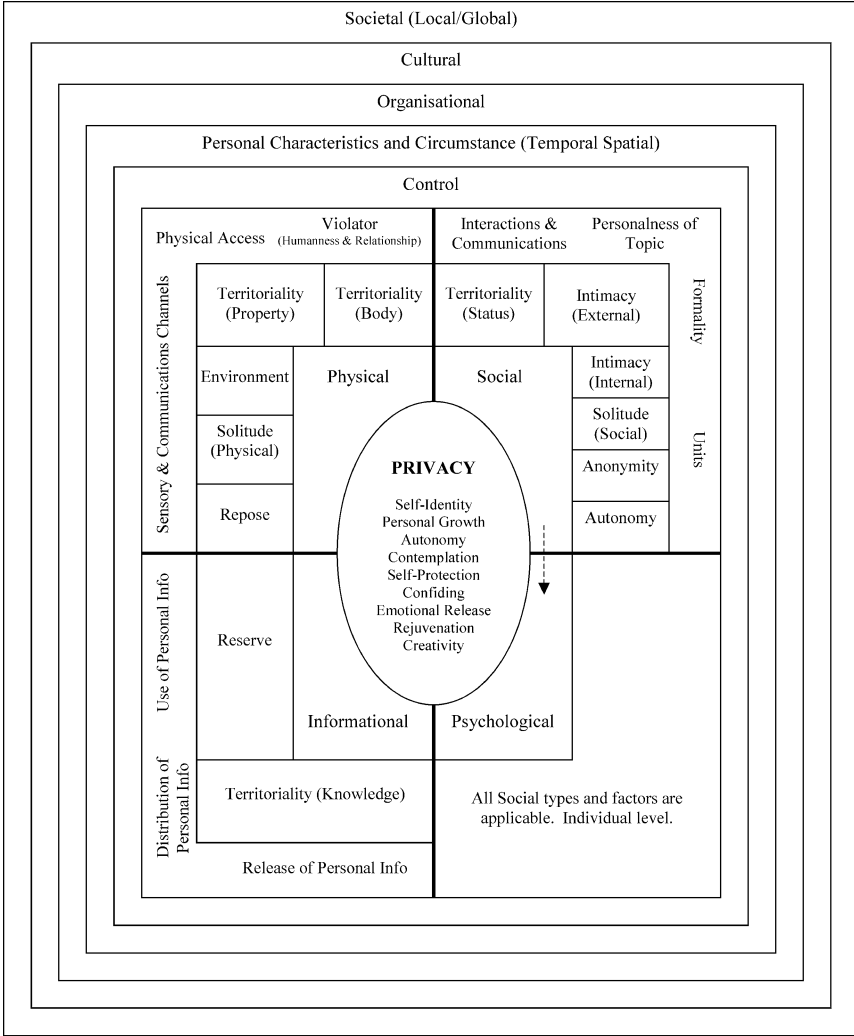 Societal (Local/Global)
Cultural
Organisational
Personal Characteristics and Circumstance (Temporal Spatial)
Control
Physical Access
Violator
(Humanness & Relationship)
Interactions &
Communications
Personalness of
Topic
Sensory & Communications Channels
Territoriality
(Property)
Territoriality
(Body)
Territoriality
(Status)
Intimacy
(External)
Formality
Units
Environment
Physical
Social
Intimacy
(Internal)
Solitude
(Physical)
Solitude
(Social)
Repose
Anonymity
Autonomy
PRIVACY
Self-Identity
Personal Growth
Autonomy
Contemplation
Self-Protection
Confiding
Emotional Release
Rejuvenation
Creativity
Use of Personal Info
Reserve
Informational
Psychological
Distribution of
Personal Info
Territoriality (Knowledge)
Release of Personal Info
All Social types and factors are
applicable.  Individual level.